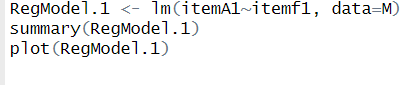 RegModel.1 <- lm(itemA1~itemf1, data=M)
summary(RegModel.1)
plot(RegModel.1)